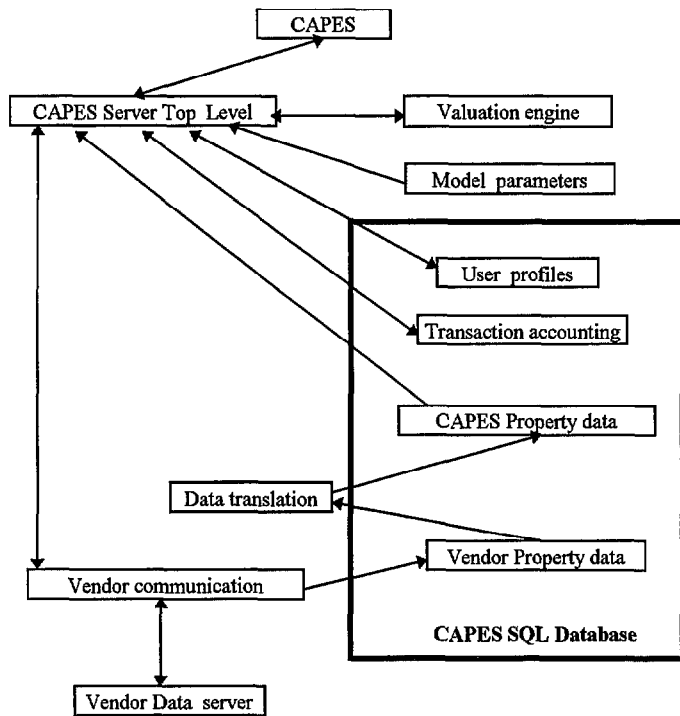 CAPES
CAPES Server Top Level
Valuation engine
Model parameters
User profiles
Transaction accounting
CAPES Property data
Data translation
Vendor Property data
Vendor communication
CAPES SQL Database
Vendor Data server